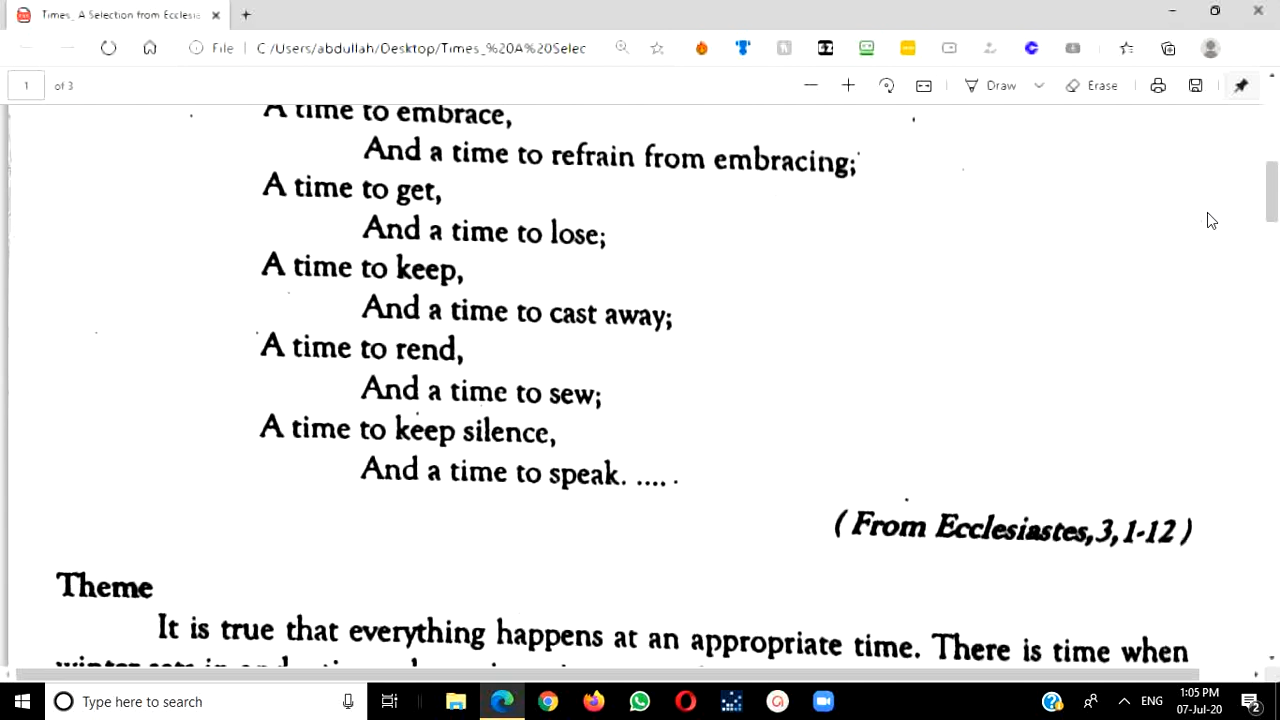 Times_ A Selection from Ecclesia
File | C:/Users/abdullah/Desktop/Times_%20A%20Selec
1 of 3 Draw Erase
A time to embrace,
And a time to refrain from embracing;
A time to get,
And a time to lose;
A time to keep,
And a time to cast away;
A time to rend,
And a time to sew;
A time to keep silence,
And a time to speak. .... .
( From Ecclesiastes,3,1-12 )
Theme
It is true that everything happens at an appropriate time. There is time when
Type here to search
ENG
1:05 PM
07-Jul-20
2